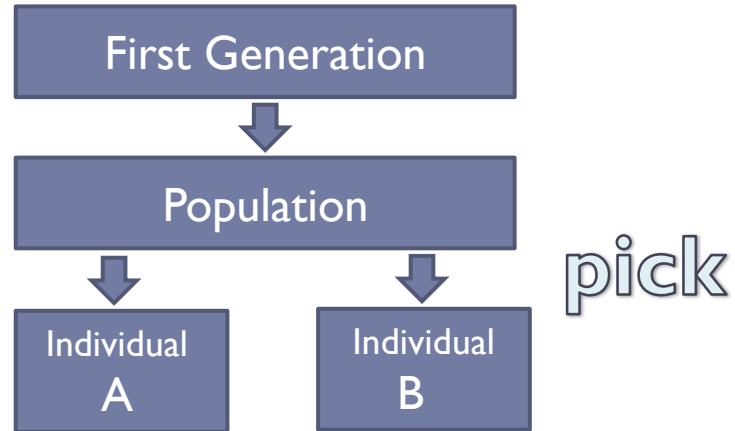 First Generation
Population
pick
Individual
A
Individual
B